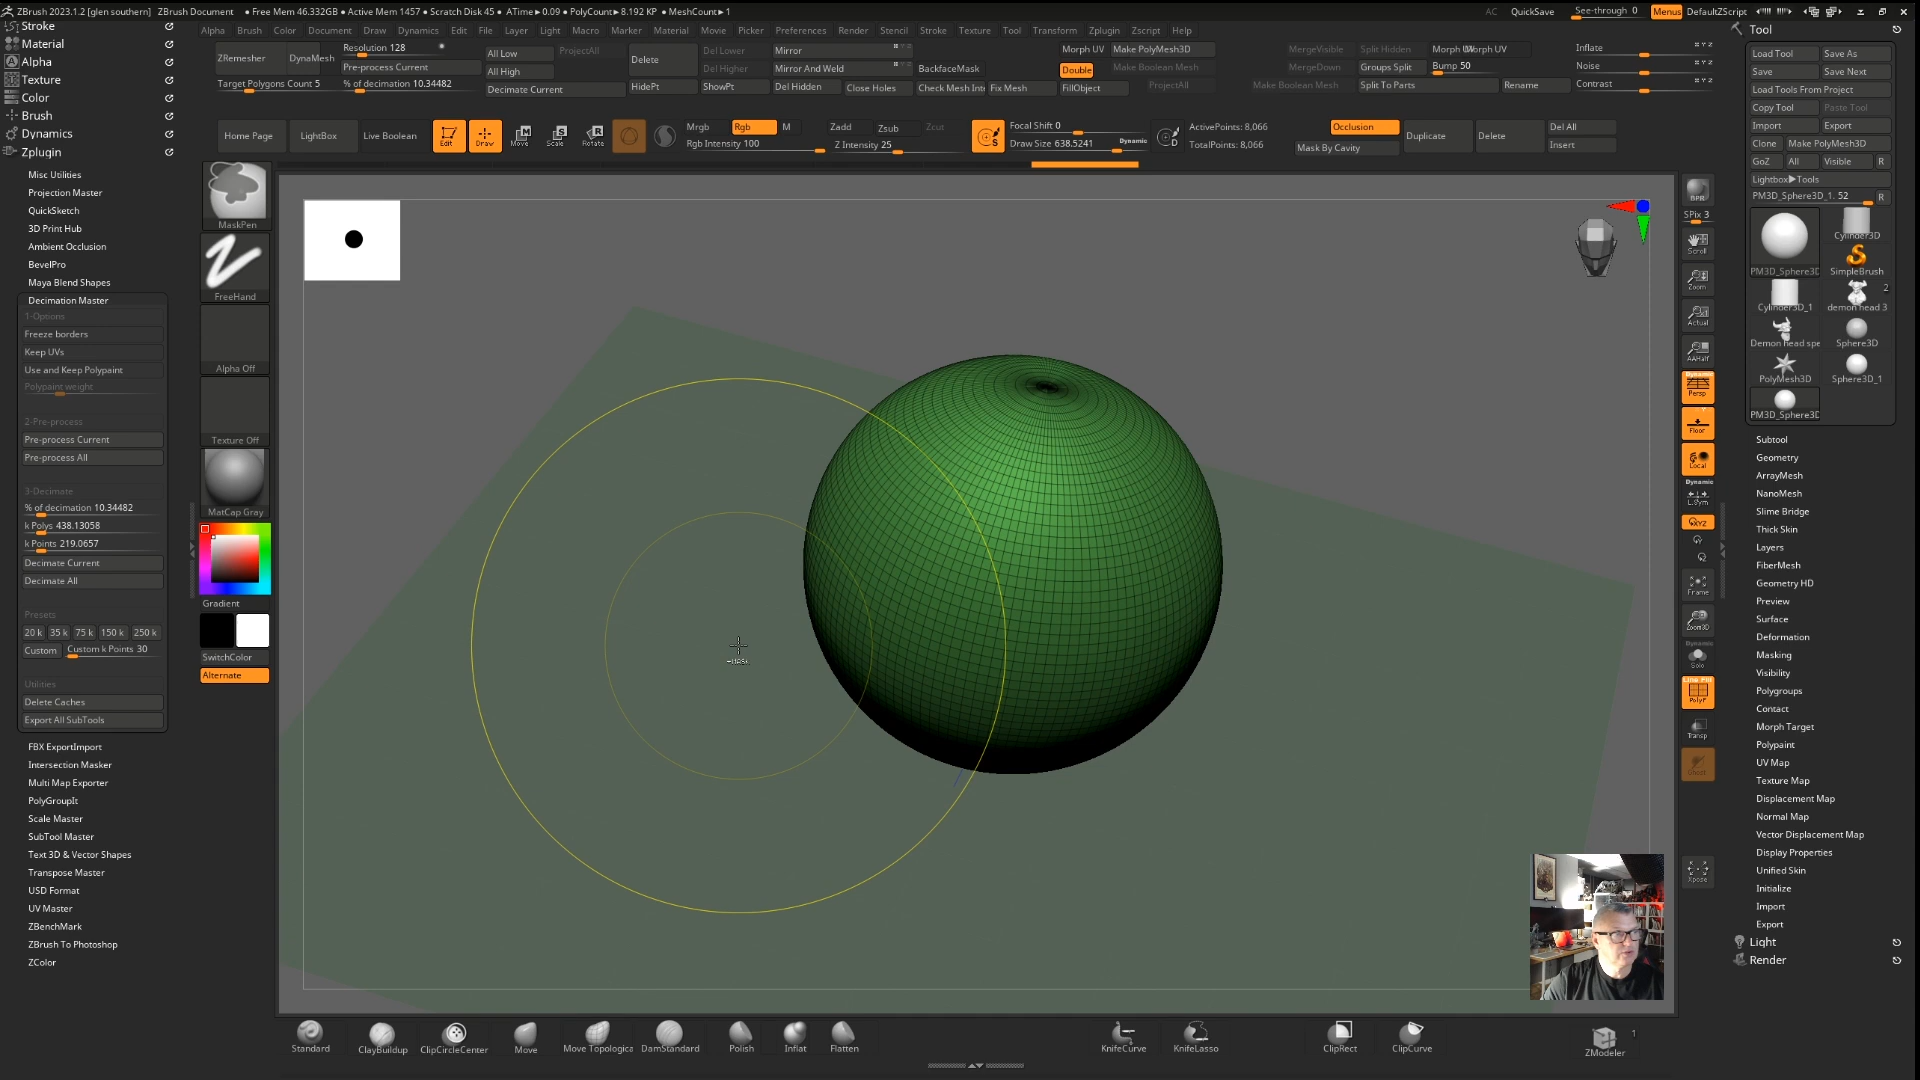 ZBrush 2023.1.2 [glen southern] ZBrush Document • Free Mem 46.332GB • Active Mem 1457 • Scratch Disk 45 • ATime▸0.09 • PolyCount▸8.192 KP • MeshCount▸1
AC QuickSave See-through 0 Menus DefaultZScript
Alpha Brush Color Document Draw Dynamics Edit File Layer Light Macro Marker Material Movie Picker Preferences Render Stencil Stroke Texture Tool Transform Zplugin Zscript Help
Stroke
Material
Alpha
Texture
Color
Brush
Dynamics
Zplugin
Misc Utilities
Projection Master
QuickSketch
3D Print Hub
Ambient Occlusion
BevelPro
Maya Blend Shapes
Decimation Master
1-Options
Freeze borders
Keep UVs
Use and Keep Polypaint
Polypaint weight
2-Pre-process
Pre-process Current
Pre-process All
3-Decimate
% of decimation 10.34482
k Polys 438.13058
k Points 219.0657
Decimate Current
Decimate All
Presets
20 k 35 k 75 k 150 k 250 k
Custom Custom k Points 30
Utilities
Delete Caches
Export All SubTools
FBX ExportImport
Intersection Masker
Multi Map Exporter
PolyGroupIt
Scale Master
SubTool Master
Text 3D & Vector Shapes
Transpose Master
USD Format
UV Master
ZBenchMark
ZBrush To Photoshop
ZColor
ZRemesher DynaMesh
Target Polygons Count 5
Resolution 128
Pre-process Current
% of decimation 10.34482
All Low
All High
Decimate Current
ProjectAll
Delete
HidePt
Del Lower
Del Higher
ShowPt
Mirror
Mirror And Weld
Del Hidden
Close Holes
BackfaceMask
Check Mesh Int
Fix Mesh
Morph UV
Double
FillObject
Make PolyMesh3D
Make Boolean Mesh
ProjectAll
MergeVisible
MergeDown
Make Boolean Mesh
Split Hidden
Groups Split
Split To Parts
Morph UV
Bump 50
Rename
Inflate
Noise
Contrast
Home Page
LightBox
Live Boolean
Edit
Draw
Move
Scale
Rotate
Mrgb Rgb M
Rgb Intensity 100
Zadd Zsub Zcut
Z Intensity 25
Focal Shift 0
Draw Size 638.5241 Dynamic
ActivePoints: 8,066
TotalPoints: 8,066
Occlusion
Mask By Cavity
Duplicate
Delete
Del All
Insert
MaskPen
FreeHand
Alpha Off
Texture Off
MatCap Gray
Gradient
SwitchColor
Alternate
BPR
SPix 3
Scroll
Zoom
Actual
AAHalf
Dynamic
Persp
Floor
Local
Dynamic
L.Sym
XYZ
Frame
Zoom3D
Dynamic
Solo
Line Fill
PolyF
Transp
Ghost
Xpose
Tool
Load Tool Save As
Save Save Next
Load Tools From Project
Copy Tool Paste Tool
Import Export
Clone Make PolyMesh3D
GoZ All Visible R
Lightbox▸Tools
PM3D_Sphere3D_1. 52 R
PM3D_Sphere3D
Cylinder3D
SimpleBrush
Cylinder3D_1
2
demon head 3
Demon head spe
Sphere3D
PolyMesh3D
Sphere3D_1
PM3D_Sphere3D
Subtool
Geometry
ArrayMesh
NanoMesh
Slime Bridge
Thick Skin
Layers
FiberMesh
Geometry HD
Preview
Surface
Deformation
Masking
Visibility
Polygroups
Contact
Morph Target
Polypaint
UV Map
Texture Map
Displacement Map
Normal Map
Vector Displacement Map
Display Properties
Unified Skin
Initialize
Import
Export
Light
Render
Standard
ClayBuildup
ClipCircleCenter
Move
Move Topologica
DamStandard
Polish
Inflat
Flatten
KnifeCurve
KnifeLasso
ClipRect
ClipCurve
ZModeler
1